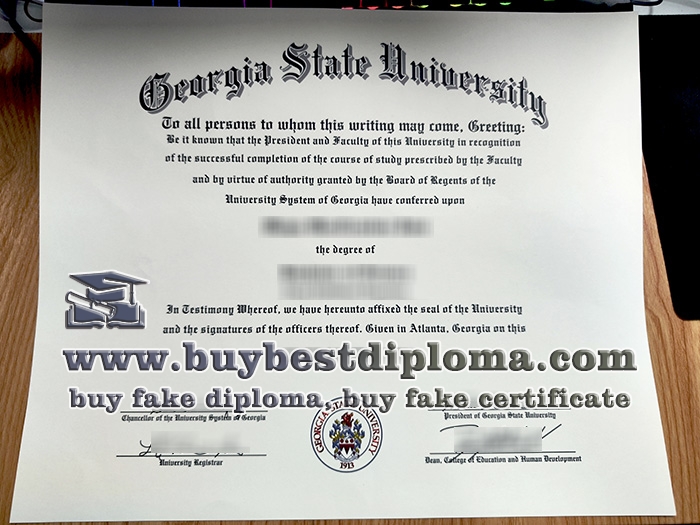 Georgia State University
To all persons to whom this writing may come, Greeting:
Be it known that the President and Faculty of this University in recognition
of the successful completion of the course of study prescribed by the Faculty
and by virtue of authority granted by the Board of Regents of the
University System of Georgia have conferred upon
the degree of
In Testimony Whereof, we have hereunto affixed the seal of the University
and the signatures of the officers thereof. Given in Atlanta, Georgia on this
www.buybestdiploma.com
buy fake diploma, buy fake certificate
Chancellor of the University System of Georgia
President of Georgia State University
GEORGIA STATE UNIVERSITY
1913
University Registrar
Dean, College of Education and Human Development